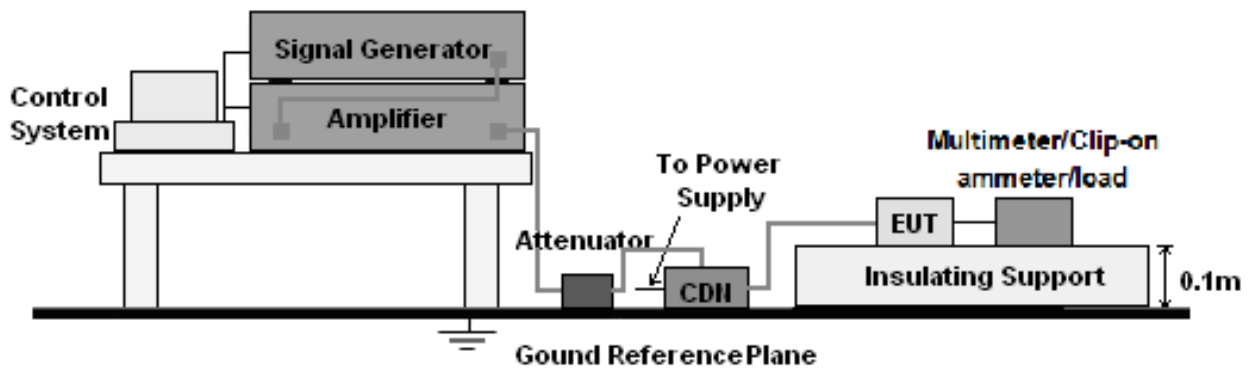 Signal Generator
Control
System
Amplifier
Multimeter/Clip-on
ammeter/load
To Power
Supply
EUT
Attenuator
CDN
Insulating Support
0.1m
Gound Reference Plane